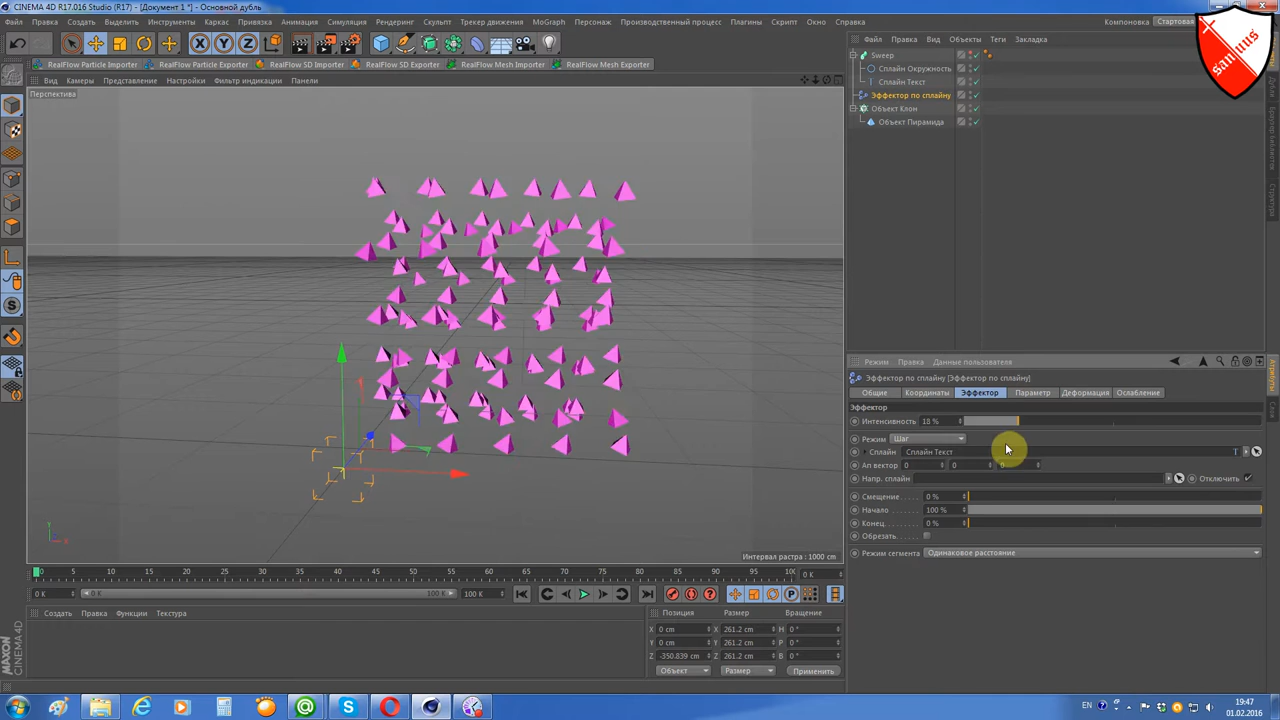 CINEMA 4D R17.016 Studio (R17) - [Документ 1 *] - Основной дубль
Файл Правка Создать Выделить Инструменты Каркас Привязка Анимация Симуляция Рендеринг Скульпт Трекер движения MoGraph Персонаж Производственный процесс Плагины Скрипт Окно Справка
Компоновка Стартовая
sanluus
X Y Z
RealFlow Particle Importer RealFlow Particle Exporter RealFlow SD Importer RealFlow SD Exporter RealFlow Mesh Importer RealFlow Mesh Exporter
Вид Камеры Представление Настройки Фильтр индикации Панели
Перспектива
Интервал растра : 1000 cm
Файл Правка Вид Объекты Теги Закладка
Sweep
Сплайн Окружность
Сплайн Текст
Эффектор по сплайну
Объект Клон
Объект Пирамида
Режим Правка Данные пользователя
Эффектор по сплайну [Эффектор по сплайну]
Общие Координаты Эффектор Параметр Деформация Ослабление
Эффектор
Интенсивность 18 %
Режим Шаг
Сплайн Сплайн Текст
Ап вектор 0 0 0
Напр. сплайн Отключить
Смещение 0 %
Начало 100 %
Конец 0 %
Обрезать
Режим сегмента Одинаковое расстояние
Атрибуты
Слои
Структура
0 5 10 15 20 25 30 35 40 45 50 55 60 65 70 75 80 85 90 95 100 0 K
0 K 0 K 100 K 100 K
Создать Правка Функции Текстура
Позиция Размер Вращение
X 0 cm X 261.2 cm H 0 °
Y 0 cm Y 261.2 cm P 0 °
Z -350.839 cm Z 261.2 cm B 0 °
Объект Размер Применить
MAXON CINEMA 4D
EN 19:47
01.02.2016